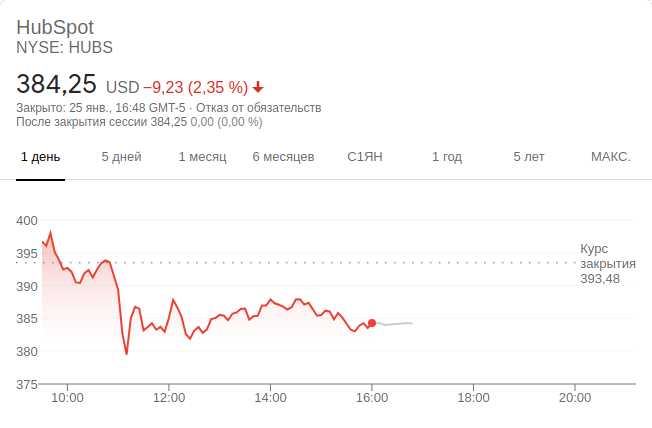 HubSpot
NYSE: HUBS
384,25 USD −9,23 (2,35 %)
Закрыто: 25 янв., 16:48 GMT-5 · Отказ от обязательств
После закрытия сессии 384,25 0,00 (0,00 %)
1 день 5 дней 1 месяц 6 месяцев С1ЯН 1 год 5 лет МАКС.
400
395
390
385
380
375
Курс
закрытия
393,48
10:00 12:00 14:00 16:00 18:00 20:00